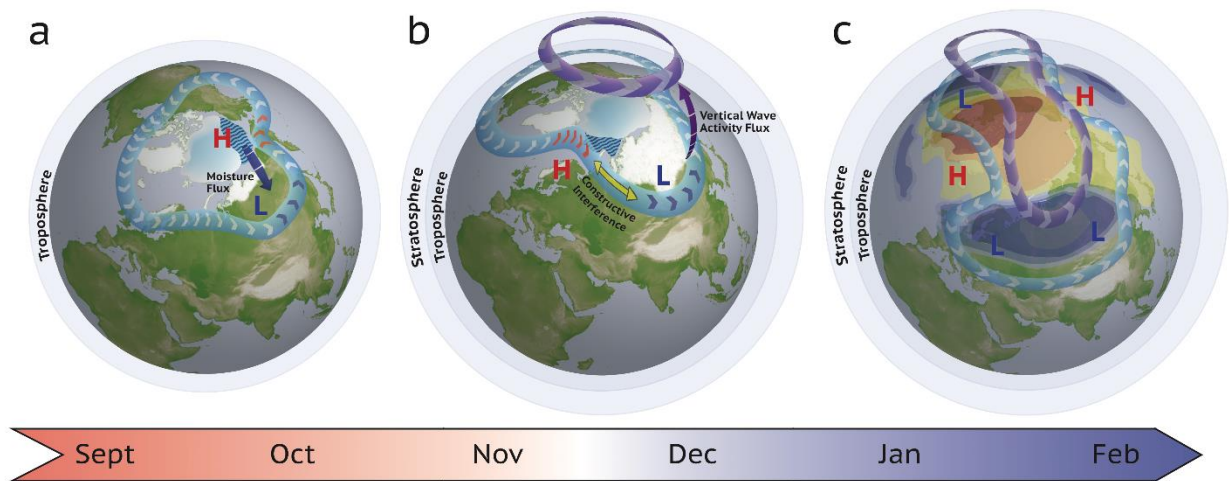 a
Troposphere
H
Moisture
Flux
L
b
Stratosphere
Troposphere
H
Constructive
Interference
L
Vertical Wave
Activity Flux
c
Stratosphere
Troposphere
L
H
H
L
L
Sept Oct Nov Dec Jan Feb